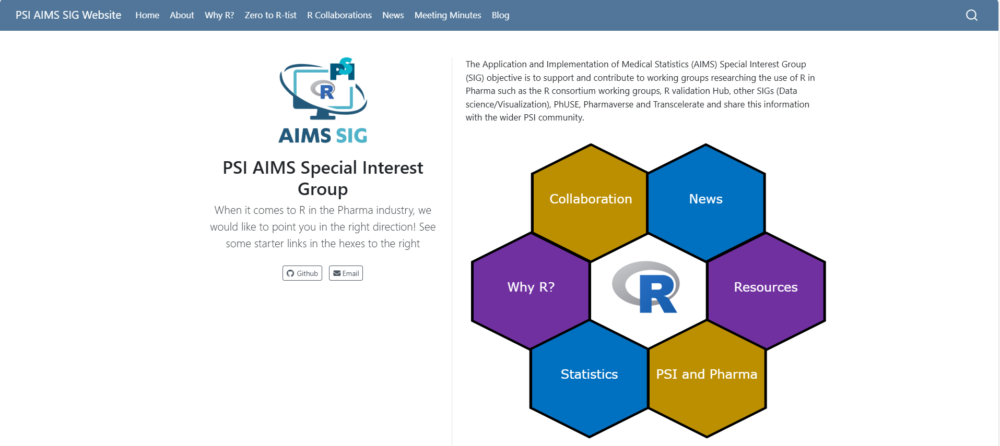 PSI AIMS SIG Website
Home
About
Why R?
Zero to R-tist
R Collaborations
News
Meeting Minutes
Blog
PSI
R
AIMS SIG
PSI AIMS Special Interest
Group
When it comes to R in the Pharma industry, we
would like to point you in the right direction! See
some starter links in the hexes to the right
Github
Email
The Application and Implementation of Medical Statistics (AIMS) Special Interest Group
(SIG) objective is to support and contribute to working groups researching the use of R in
Pharma such as the R consortium working groups, R validation Hub, other SIGs (Data
science/Visualization), PhUSE, Pharmaverse and Transcelerate and share this information
with the wider PSI community.
Collaboration
News
Why R?
R
Resources
Statistics
PSI and Pharma